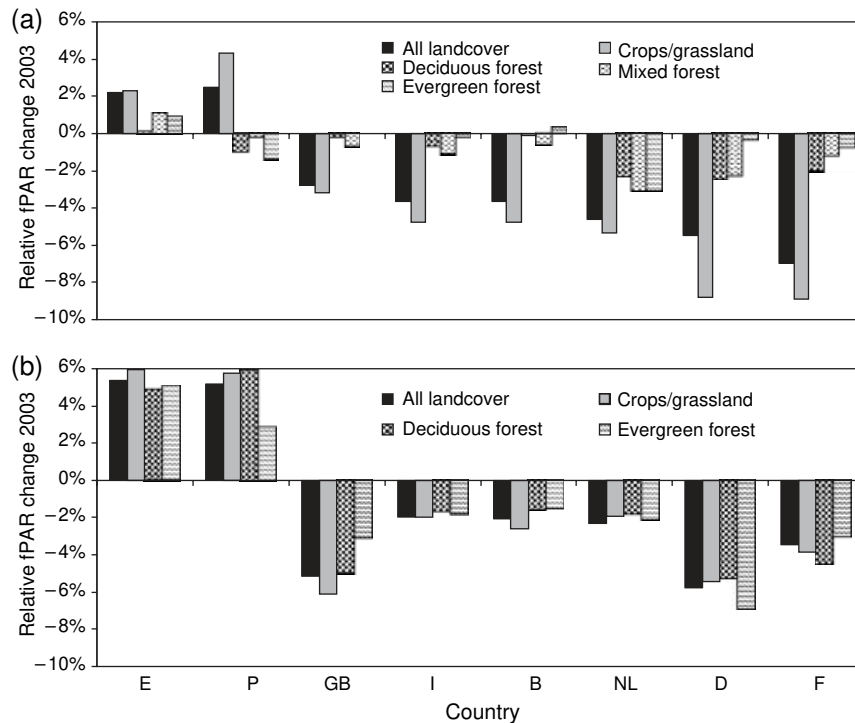 (a)
6%
4%
2%
0%
−2%
−4%
−6%
−8%
−10%
Relative fPAR change 2003
All landcover
Deciduous forest
Evergreen forest
Crops/grassland
Mixed forest
(b)
6%
4%
2%
0%
−2%
−4%
−6%
−8%
−10%
Relative fPAR change 2003
All landcover
Deciduous forest
Crops/grassland
Evergreen forest
E P GB I B NL D F
Country